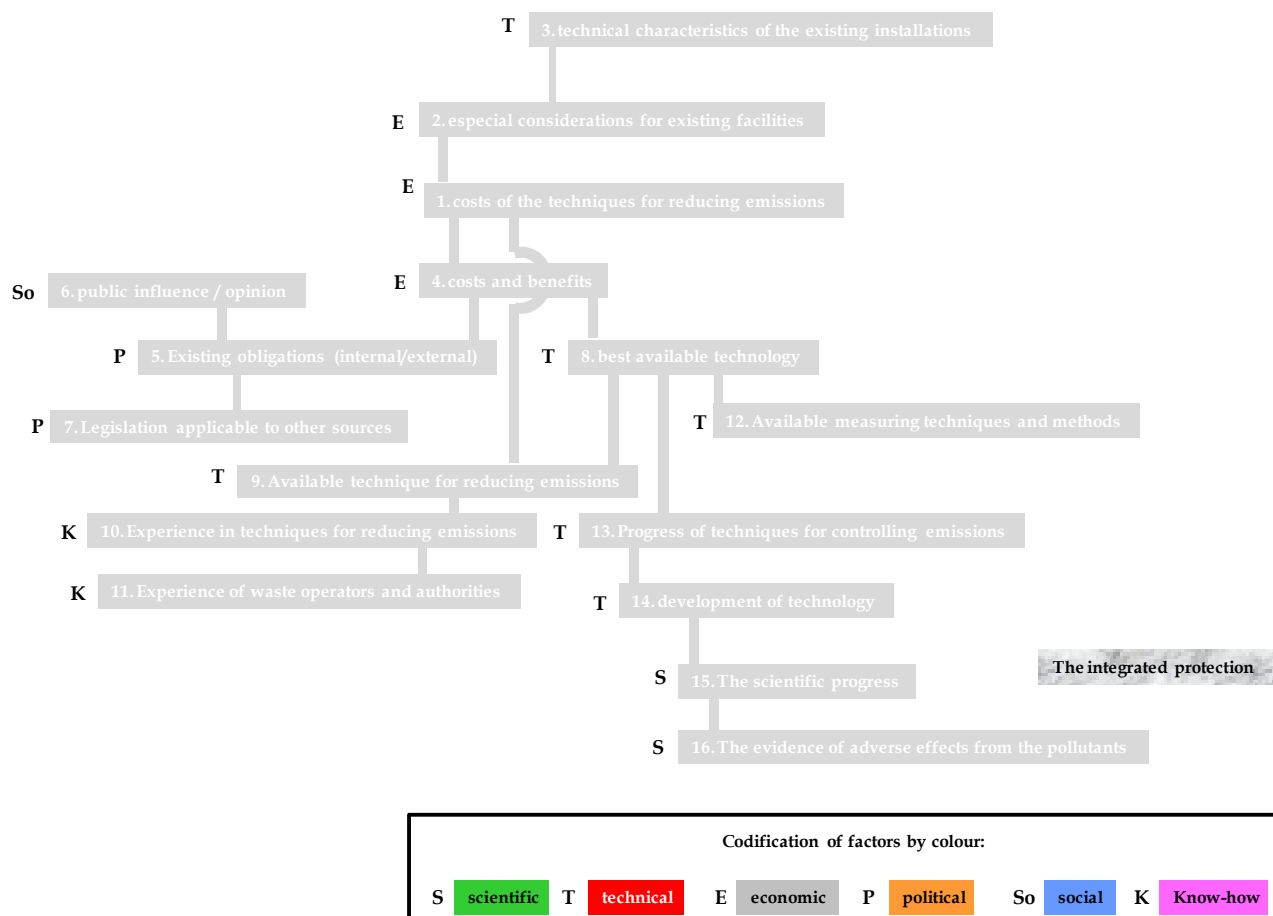 T 3. technical characteristics of the existing installations
E 2. especial considerations for existing facilities
E 1. costs of the techniques for reducing emissions
E 4. costs and benefits
So 6. public influence / opinion
P 5. Existing obligations (internal/external)
T 8. best available technology
P 7. Legislation applicable to other sources
T 12. Available measuring techniques and methods
T 9. Available technique for reducing emissions
K 10. Experience in techniques for reducing emissions
T 13. Progress of techniques for controlling emissions
K 11. Experience of waste operators and authorities
T 14. development of technology
The integrated protection
S 15. The scientific progress
S 16. The evidence of adverse effects from the pollutants
Codification of factors by colour:
S scientific T technical E economic P political So social K Know-how